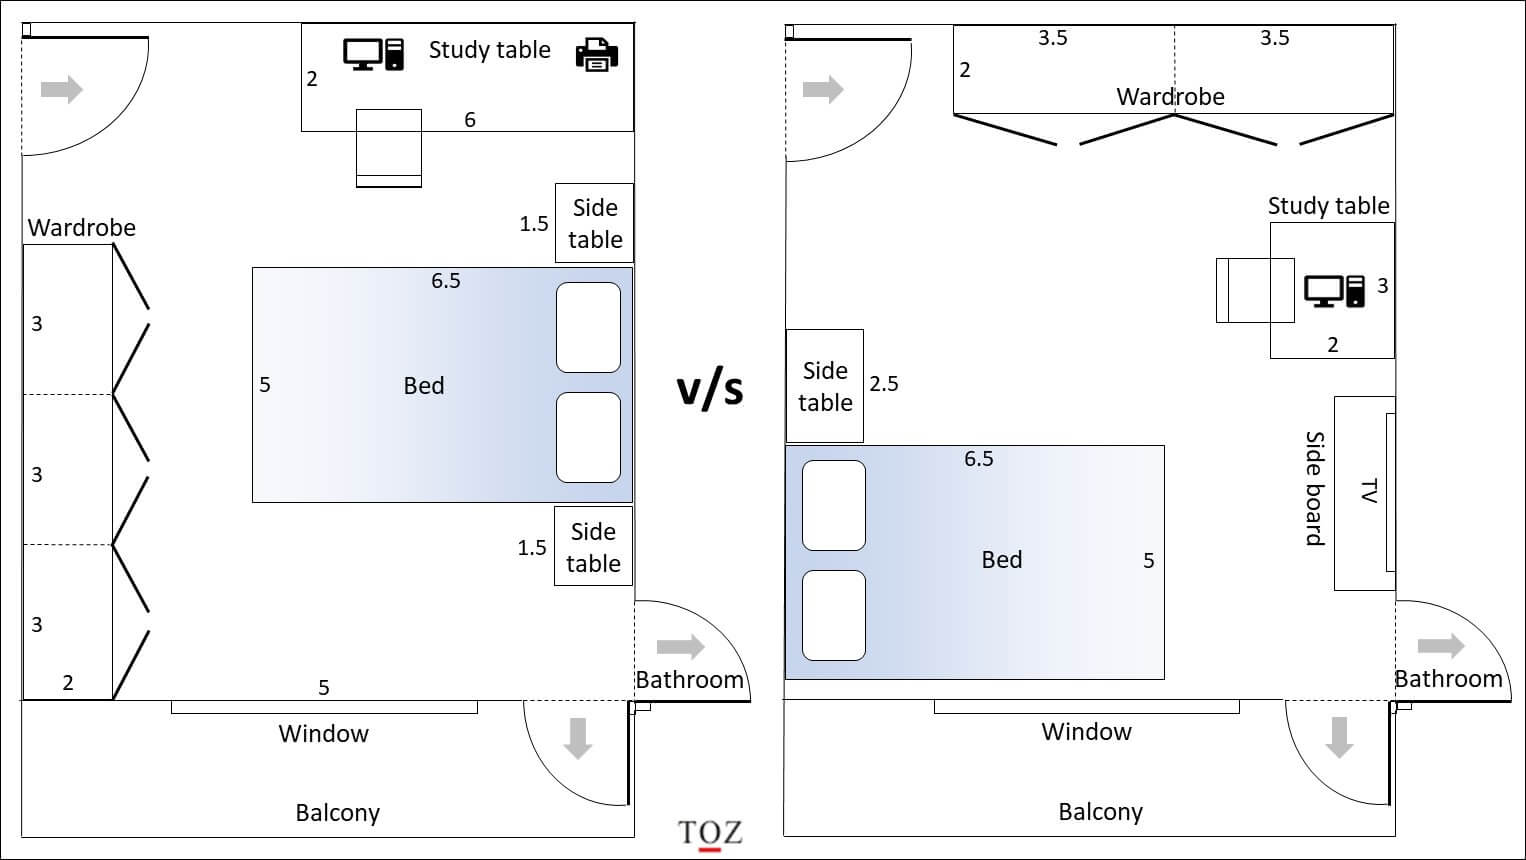 Study table
2
6
Side
table
1.5
Wardrobe
3
3
3
2
6.5
5
Bed
Side
table
1.5
Bathroom
5
Window
Balcony
v/s
TOZ
3.5
3.5
2
Wardrobe
Study table
3
2
Side
table
2.5
6.5
Bed
5
Side board
TV
Bathroom
Window
Balcony